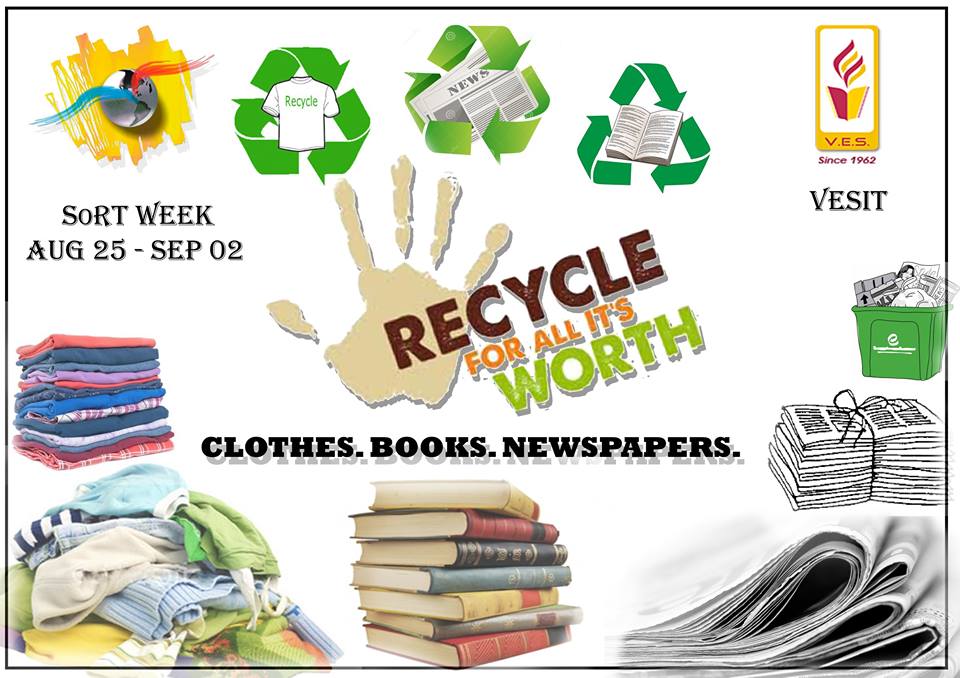 Recycle
NEWS
V.E.S.
Since 1962
VESIT
SoRT WEEK
AUG 25 - SEP 02
RECYCLE
FOR ALL IT'S
WORTH
CLOTHES. BOOKS. NEWSPAPERS.